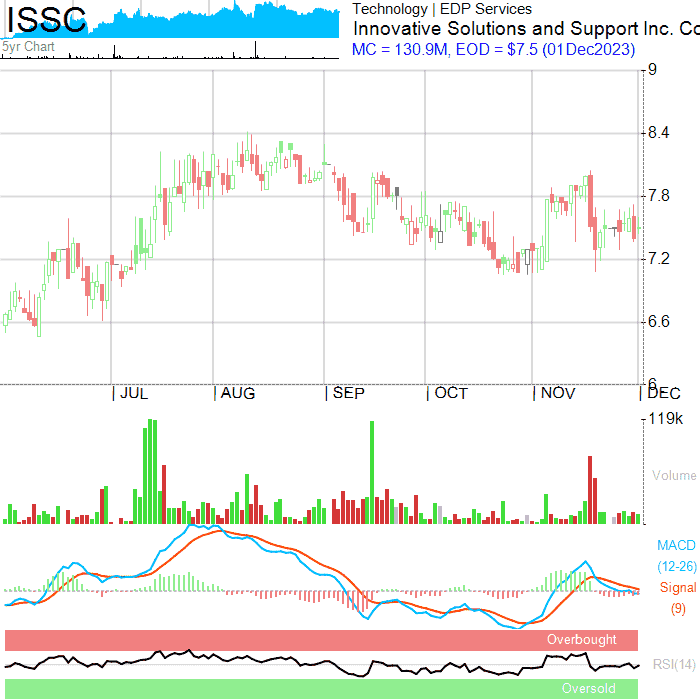 ISSC
5yr Chart
Technology | EDP Services
Innovative Solutions and Support Inc. Co
MC = 130.9M, EOD = $7.5 (01Dec2023)
9
8.4
7.8
7.2
6.6
6
JUL AUG SEP OCT NOV DEC
119k
Volume
MACD
(12-26)
Signal
(9)
Overbought
RSI(14)
Oversold